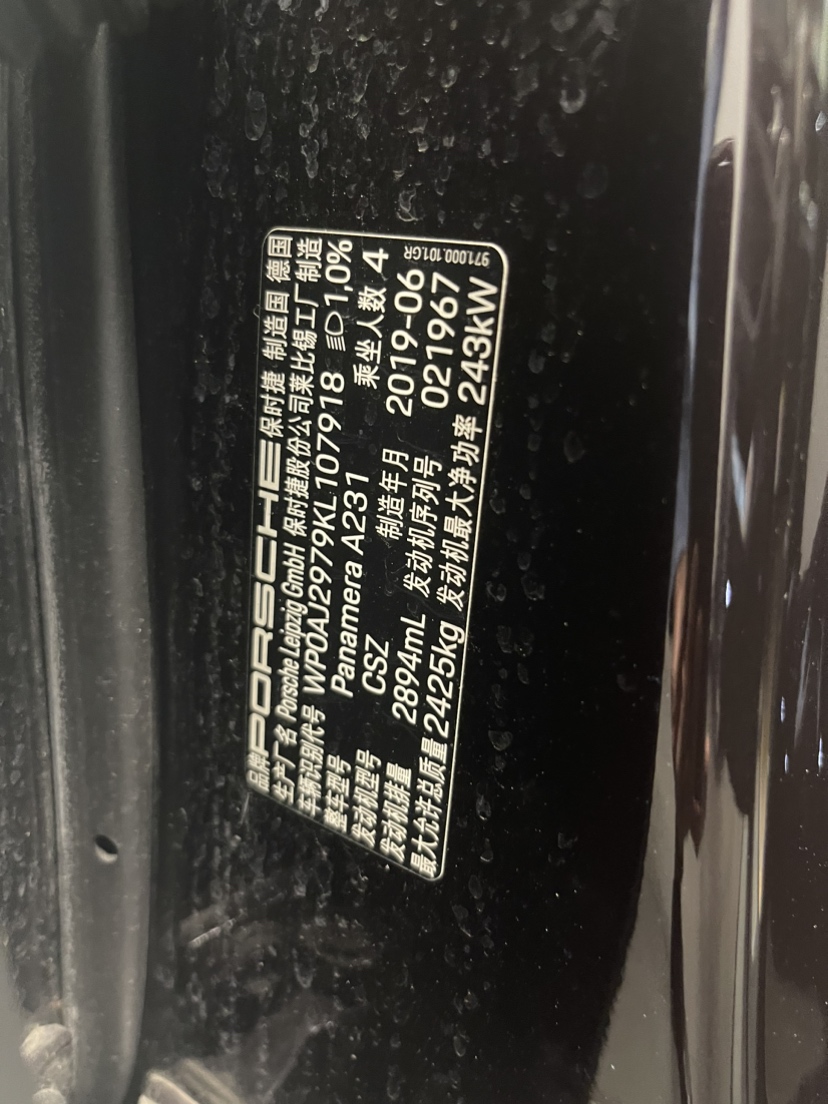 品牌 PORSCHE 保时捷 制造国 德国
生产厂名 Porsche Leipzig GmbH 保时捷股份公司莱比锡工厂 制造
车辆识别代号 WP0AJ2979KL107918 1,0%
整车型号 Panamera A231 乘坐人数 4
发动机型号 CSZ 制造年月 2019-06
发动机排量 2894mL 发动机序列号 021967
最大允许总质量 2425kg 发动机最大净功率 243kW
971.000.101.GR